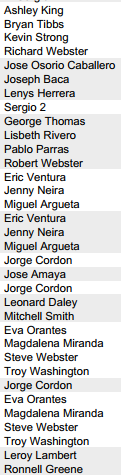 Ashley King
Bryan Tibbs
Kevin Strong
Richard Webster
Jose Osorio Caballero
Joseph Baca
Lenys Herrera
Sergio 2
George Thomas
Lisbeth Rivero
Pablo Parras
Robert Webster
Eric Ventura
Jenny Neira
Miguel Argueta
Eric Ventura
Jenny Neira
Miguel Argueta
Jorge Cordon
Jose Amaya
Jorge Cordon
Leonard Daley
Mitchell Smith
Eva Orantes
Magdalena Miranda
Steve Webster
Troy Washington
Jorge Cordon
Eva Orantes
Magdalena Miranda
Steve Webster
Troy Washington
Leroy Lambert
Ronnell Greene